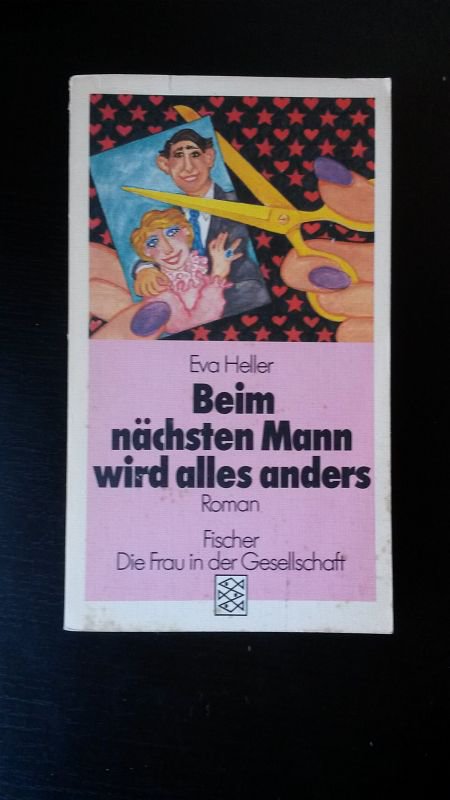 Eva Heller
Beim
nächsten Mann
wird alles anders
Roman
Fischer
Die Frau in der Gesellschaft